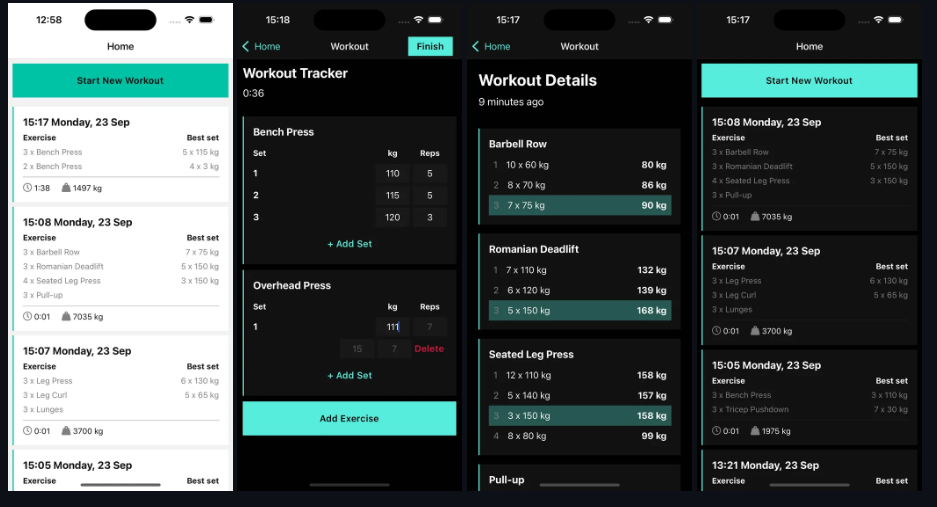 12:58
Home
Start New Workout
15:17 Monday, 23 Sep
Exercise Best set
3 x Bench Press 5 x 115 kg
2 x Bench Press 4 x 3 kg
1:38 1497 kg
15:08 Monday, 23 Sep
Exercise Best set
3 x Barbell Row 7 x 75 kg
3 x Romanian Deadlift 5 x 150 kg
4 x Seated Leg Press 3 x 150 kg
3 x Pull-up
0:01 7035 kg
15:07 Monday, 23 Sep
Exercise Best set
3 x Leg Press 6 x 130 kg
3 x Leg Curl 5 x 65 kg
3 x Lunges
0:01 3700 kg
15:05 Monday, 23 Sep
Exercise Best set
15:18
Home Workout Finish
Workout Tracker
0:36
Bench Press
Set kg Reps
1 110 5
2 115 5
3 120 3
+ Add Set
Overhead Press
Set kg Reps
1 111 7
15 7 Delete
+ Add Set
Add Exercise
15:17
Home Workout
Workout Details
9 minutes ago
Barbell Row
1 10 x 60 kg 80 kg
2 8 x 70 kg 86 kg
3 7 x 75 kg 90 kg
Romanian Deadlift
1 7 x 110 kg 132 kg
2 6 x 120 kg 139 kg
3 5 x 150 kg 168 kg
Seated Leg Press
1 12 x 110 kg 158 kg
2 5 x 140 kg 157 kg
3 3 x 150 kg 158 kg
4 8 x 80 kg 99 kg
Pull-up
15:17
Home
Start New Workout
15:08 Monday, 23 Sep
Exercise Best set
3 x Barbell Row 7 x 75 kg
3 x Romanian Deadlift 5 x 150 kg
4 x Seated Leg Press 3 x 150 kg
3 x Pull-up
0:01 7035 kg
15:07 Monday, 23 Sep
Exercise Best set
3 x Leg Press 6 x 130 kg
3 x Leg Curl 5 x 65 kg
3 x Lunges
0:01 3700 kg
15:05 Monday, 23 Sep
Exercise Best set
3 x Bench Press 3 x 110 kg
3 x Tricep Pushdown 7 x 30 kg
0:01 1975 kg
13:21 Monday, 23 Sep
Exercise Best set